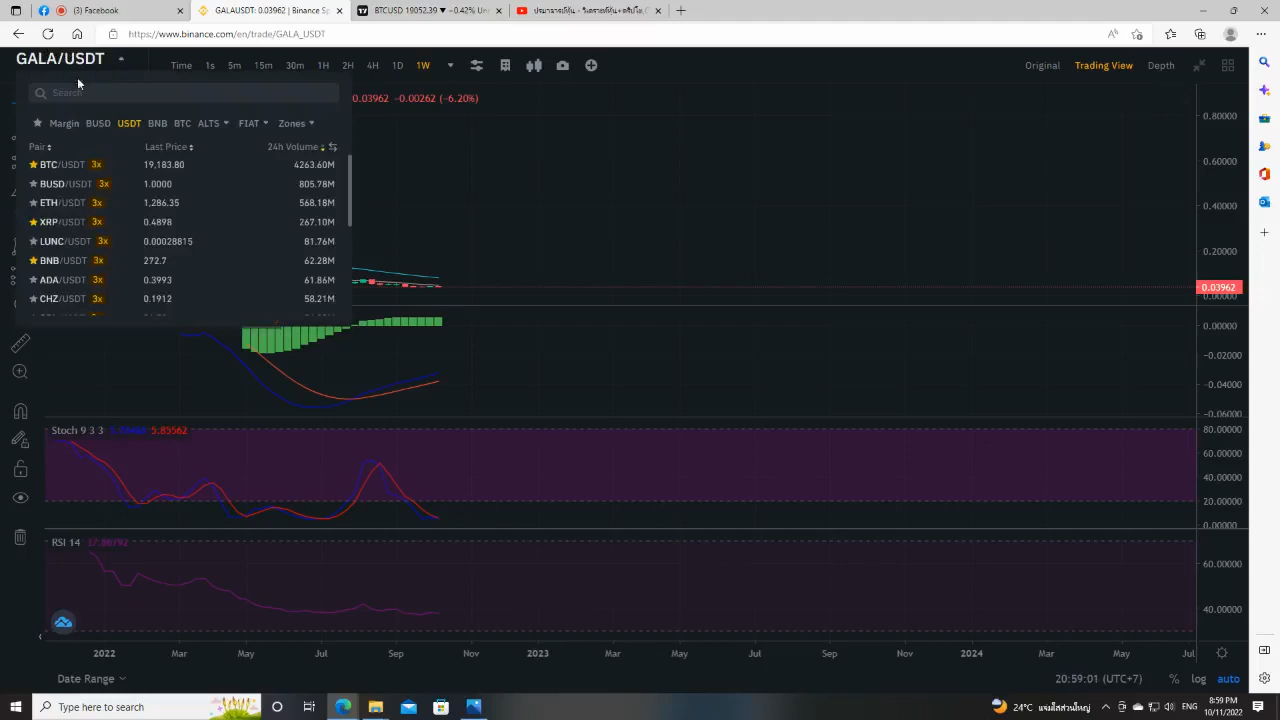 (3) Facebook
GALAUSDT: 0.03962 | Binance Sp
BTCUSD 19052.39 ▼ −0.42% Un
https://www.binance.com/en/trade/GALA_USDT
GALA/USDT
Time 1s 5m 15m 30m 1H 2H 4H 1D 1W
Original Trading View Depth
Search
0.03962 −0.00262 (−6.20%)
Margin BUSD USDT BNB BTC ALTS FIAT Zones
Pair Last Price 24h Volume
BTC/USDT 3x 19,183.80 4263.60M
BUSD/USDT 3x 1.0000 805.78M
ETH/USDT 3x 1,286.35 568.18M
XRP/USDT 3x 0.4898 267.10M
LUNC/USDT 3x 0.00028815 81.76M
BNB/USDT 3x 272.7 62.28M
ADA/USDT 3x 0.3993 61.86M
CHZ/USDT 3x 0.1912 58.21M
0.80000
0.60000
0.40000
0.20000
0.03962
0.00000
0.00000
-0.02000
-0.04000
-0.06000
Stoch 9 3 3 5.85562
80.00000
60.00000
40.00000
20.00000
0.00000
RSI 14
60.00000
40.00000
2022 Mar May Jul Sep Nov 2023 Mar May Jul Sep Nov 2024 Mar May Jul
Date Range
20:59:01 (UTC+7) % log auto
Type here to search
24°C
ENG
8:59 PM
10/11/2022